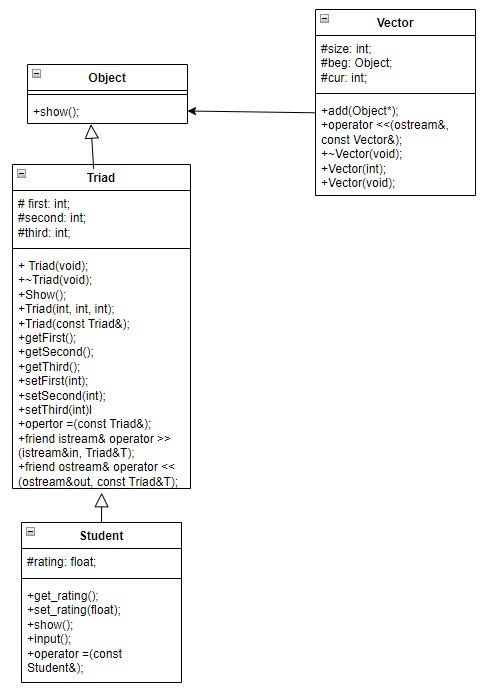 Object
+show();
Vector
#size: int;
#beg: Object;
#cur: int;
+add(Object*);
+operator <<(ostream&,
const Vector&);
+~Vector(void);
+Vector(int);
+Vector(void);
Triad
# first: int;
#second: int;
#third: int;
+ Triad(void);
+~Triad(void);
+Show();
+Triad(int, int, int);
+Triad(const Triad&);
+getFirst();
+getSecond();
+getThird();
+setFirst(int);
+setSecond(int);
+setThird(int)l
+opertor =(const Triad&);
+friend istream& operator >>
(istream&in, Triad&T);
+friend ostream& operator <<
(ostream&out, const Triad&T);
Student
#rating: float;
+get_rating();
+set_rating(float);
+show();
+input();
+operator =(const
Student&);